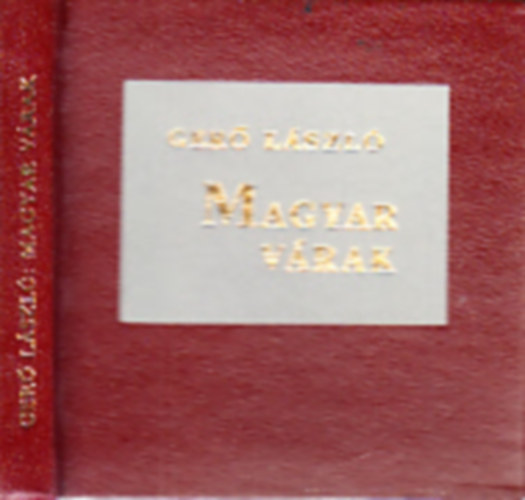 GERŐ LÁSZLÓ
MAGYAR
VÁRAK
GERŐ LÁSZLÓ: MAGYAR VÁRAK